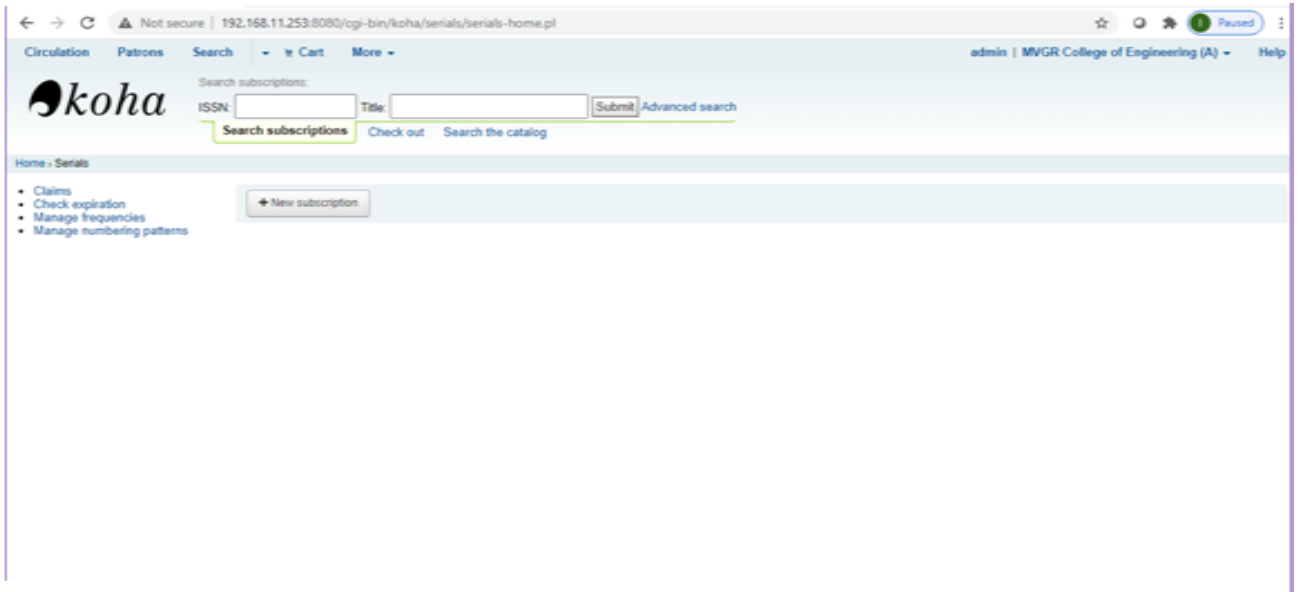 Not secure | 192.168.11.253:8080/cgi-bin/koha/serials/serials-home.pl Paused
Circulation Patrons Search Cart More admin | MVGR College of Engineering (A) Help
koha
Search subscriptions:
ISSN: Title: Submit Advanced search
Search subscriptions Check out Search the catalog
Home › Serials
• Claims
• Check expiration
• Manage frequencies
• Manage numbering patterns
+ New subscription